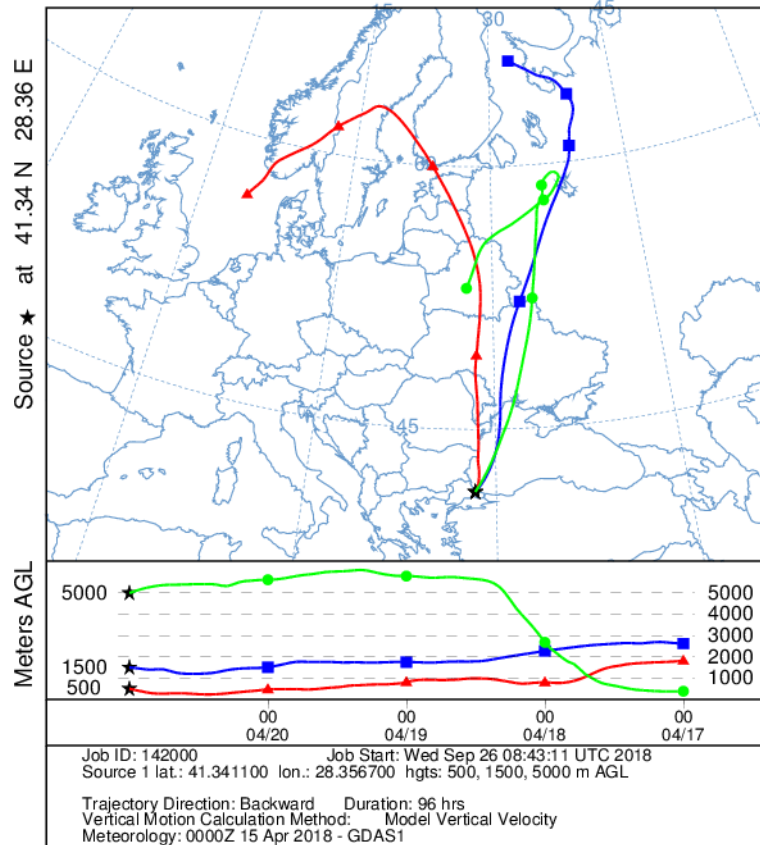 15
30
45
60
45
Source ★ at 41.34 N 28.36 E
Meters AGL
5000
1500
500
5000
4000
3000
2000
1000
00 00 00 00
04/20 04/19 04/18 04/17
Job ID: 142000 Job Start: Wed Sep 26 08:43:11 UTC 2018
Source 1 lat.: 41.341100 lon.: 28.356700 hgts: 500, 1500, 5000 m AGL
Trajectory Direction: Backward Duration: 96 hrs
Vertical Motion Calculation Method: Model Vertical Velocity
Meteorology: 0000Z 15 Apr 2018 - GDAS1